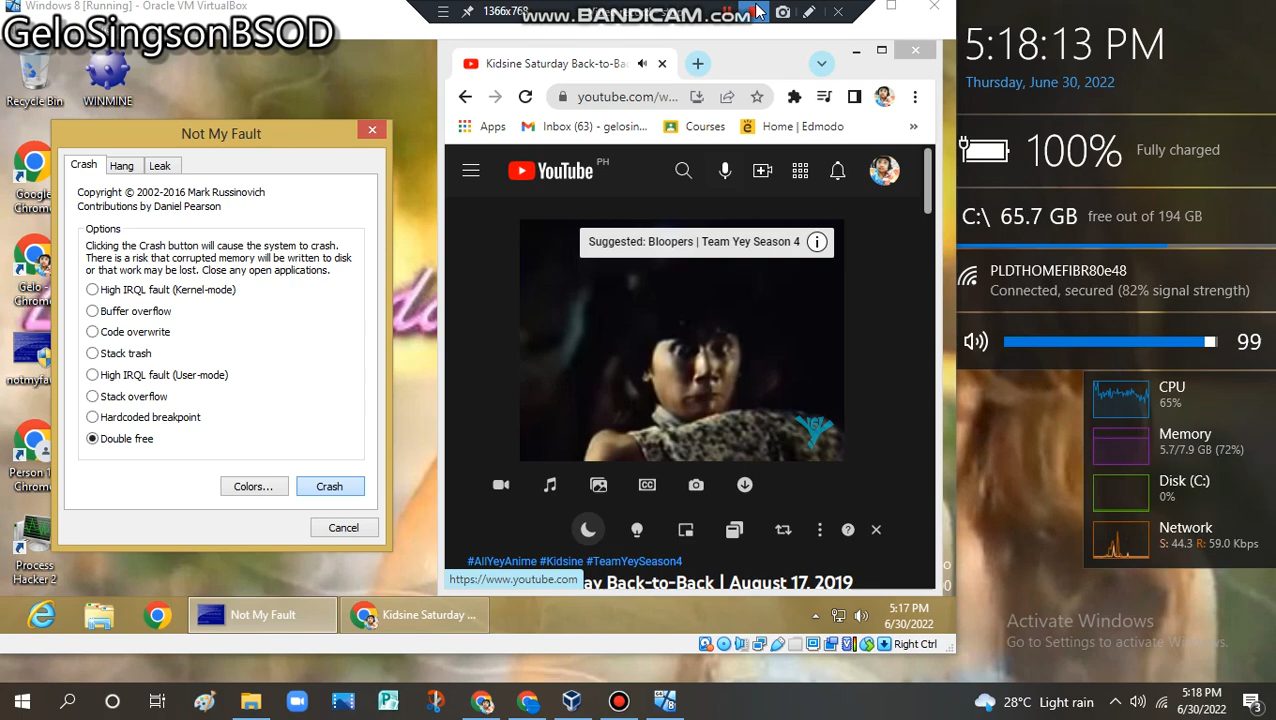 Windows 8 [Running] - Oracle VM VirtualBox
GeloSingsonBSOD
1366x768
www.BANDICAM.com
Recycle Bin
WINMINE
Google
Chrome
Gelo -
Chrome
notmyfa
Person 1
Chrome
Process
Hacker 2
Not My Fault
Crash
Hang
Leak
Copyright © 2002-2016 Mark Russinovich
Contributions by Daniel Pearson
Options
Clicking the Crash button will cause the system to crash.
There is a risk that corrupted memory will be written to disk
or that work may be lost. Close any open applications.
High IRQL fault (Kernel-mode)
Buffer overflow
Code overwrite
Stack trash
High IRQL fault (User-mode)
Stack overflow
Hardcoded breakpoint
Double free
Colors...
Crash
Cancel
Kidsine Saturday Back-to-Ba
youtube.com/w...
Apps
Inbox (63) - gelosin...
Courses
Home | Edmodo
»
YouTube PH
Suggested: Bloopers | Team Yey Season 4
CC
#AllYeyAnime #Kidsine #TeamYeySeason4
https://www.youtube.com
ay Back-to-Back | August 17, 2019
Not My Fault
Kidsine Saturday ...
5:17 PM
6/30/2022
Right Ctrl
5:18:13 PM
Thursday, June 30, 2022
100%
Fully charged
C:\ 65.7 GB free out of 194 GB
PLDTHOMEFIBR80e48
Connected, secured (82% signal strength)
99
CPU
65%
Memory
5.7/7.9 GB (72%)
Disk (C:)
0%
Network
S: 44.3 R: 59.0 Kbps
Activate Windows
Go to Settings to activate Windows.
28°C Light rain
5:18 PM
6/30/2022
3